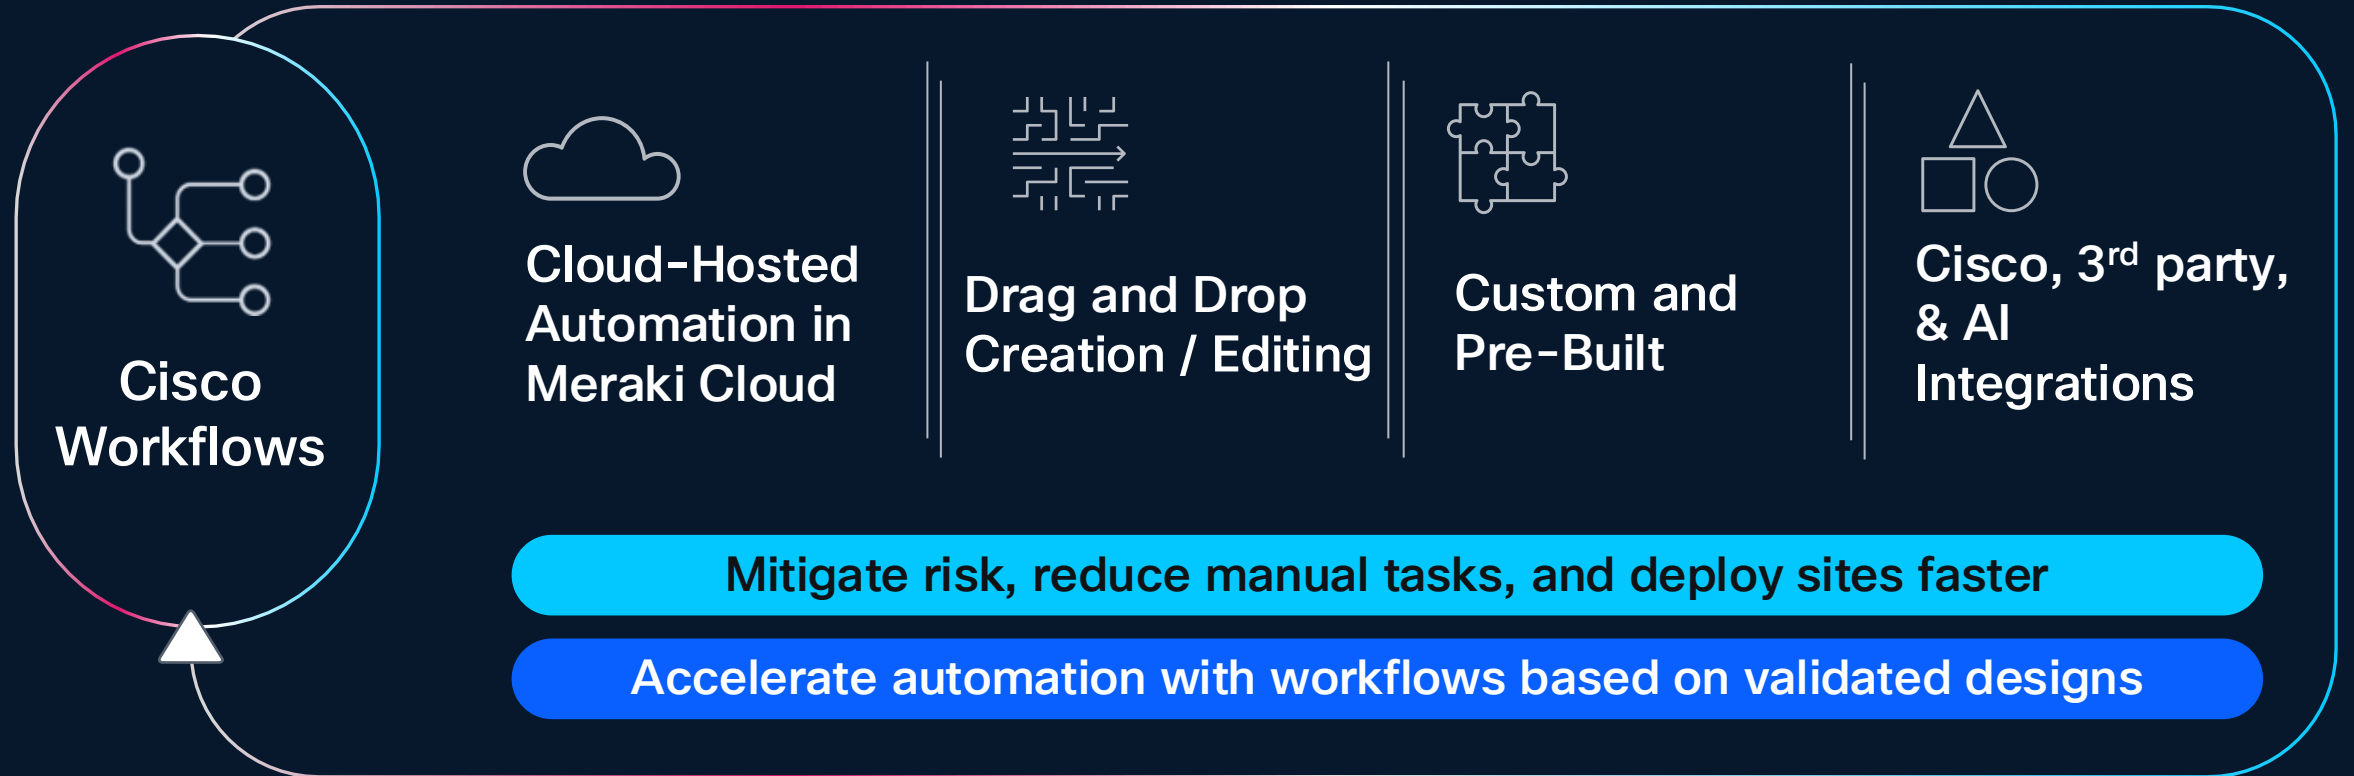 Cisco
Workflows
Cloud-Hosted
Automation in
Meraki Cloud
Drag and Drop
Creation / Editing
Custom and
Pre-Built
Cisco, 3rd party,
& AI
Integrations
Mitigate risk, reduce manual tasks, and deploy sites faster
Accelerate automation with workflows based on validated designs